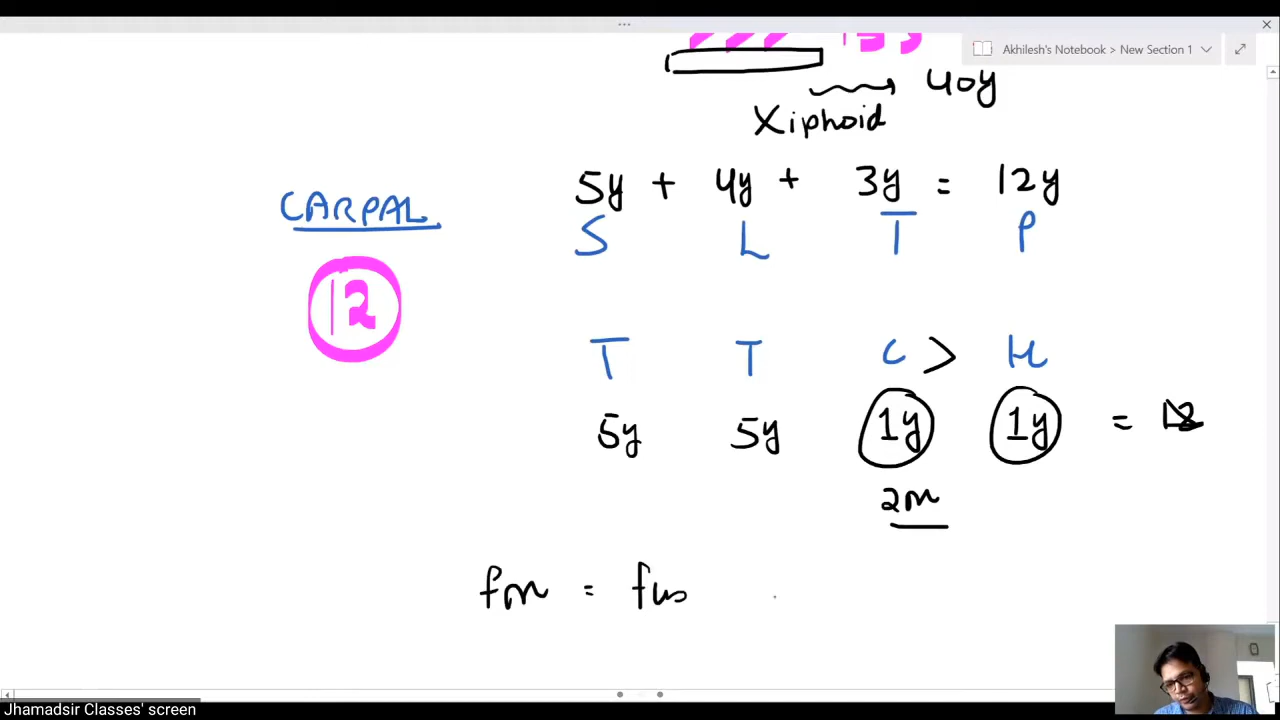 Akhilesh's Notebook > New Section 1
40y
Xiphoid
5y + 4y + 3y = 12y
CARPAL
S L T P
12
T T C > H
5y 5y 1y 1y = 12
2m
fm = fus
Jhamadsir Classes' screen